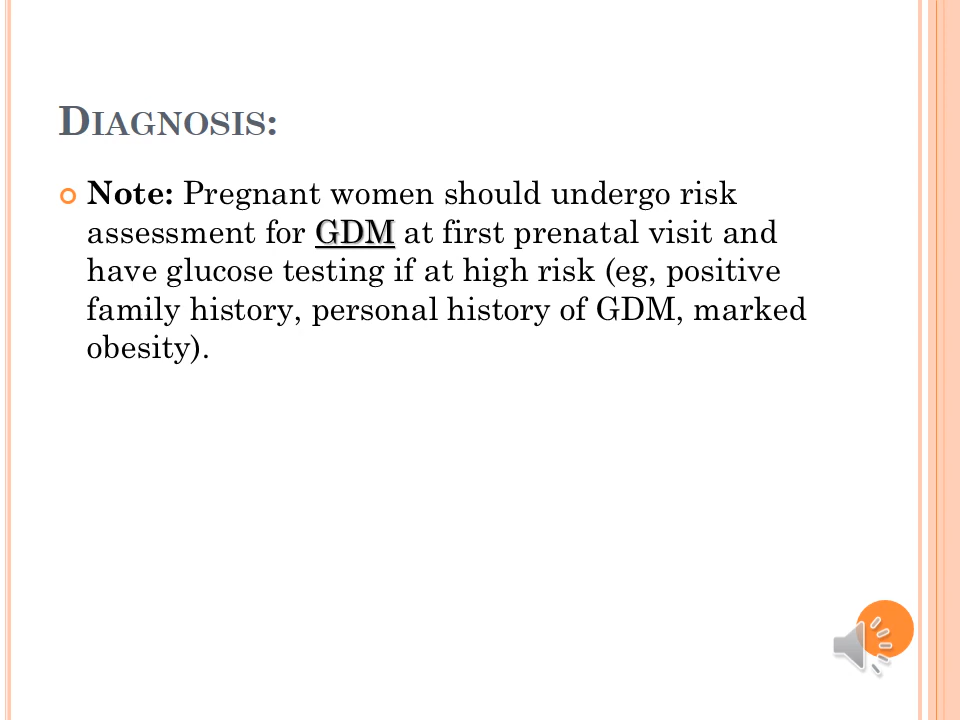 DIAGNOSIS:
Note: Pregnant women should undergo risk
assessment for GDM at first prenatal visit and
have glucose testing if at high risk (eg, positive
family history, personal history of GDM, marked
obesity).